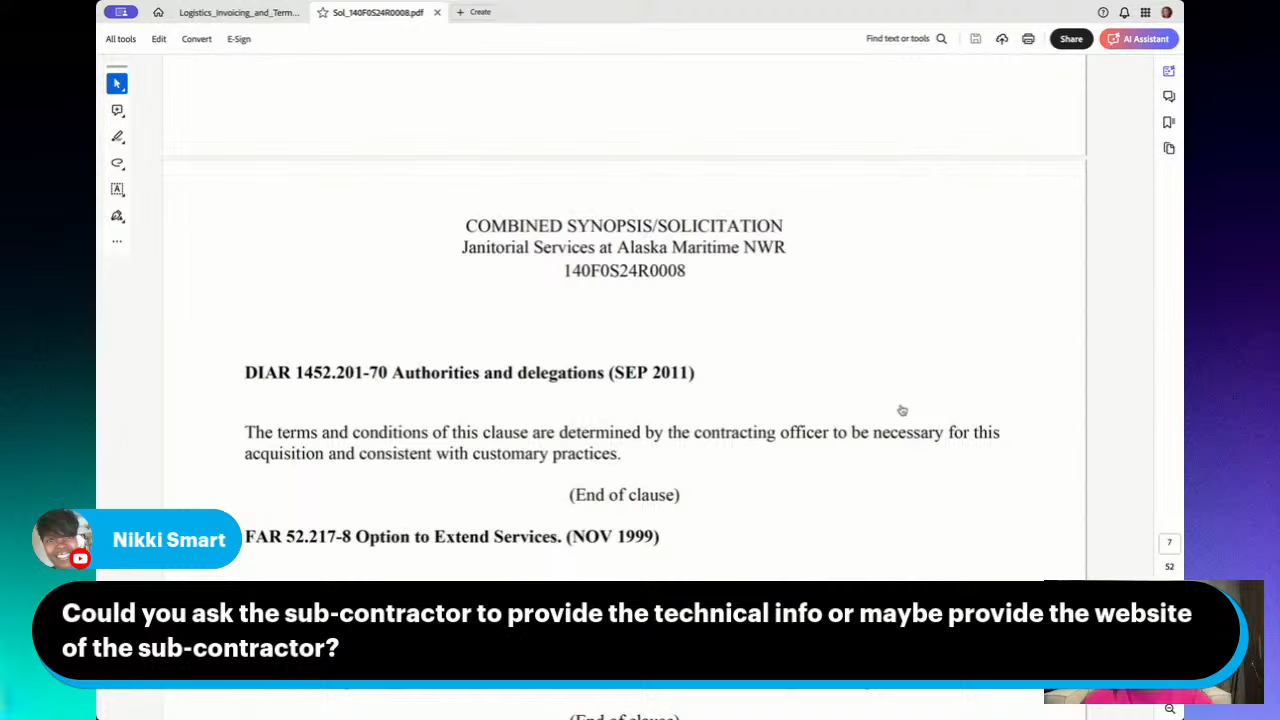 Logistics_Invoicing_and_Term...
Sol_140F0S24R0008.pdf
Create
All tools
Edit
Convert
E-Sign
Find text or tools
Share
AI Assistant
COMBINED SYNOPSIS/SOLICITATION
Janitorial Services at Alaska Maritime NWR
140F0S24R0008
DIAR 1452.201-70 Authorities and delegations (SEP 2011)
The terms and conditions of this clause are determined by the contracting officer to be necessary for this
acquisition and consistent with customary practices.
(End of clause)
FAR 52.217-8 Option to Extend Services. (NOV 1999)
7
52
Nikki Smart
Could you ask the sub-contractor to provide the technical info or maybe provide the website
of the sub-contractor?
(End of clause)